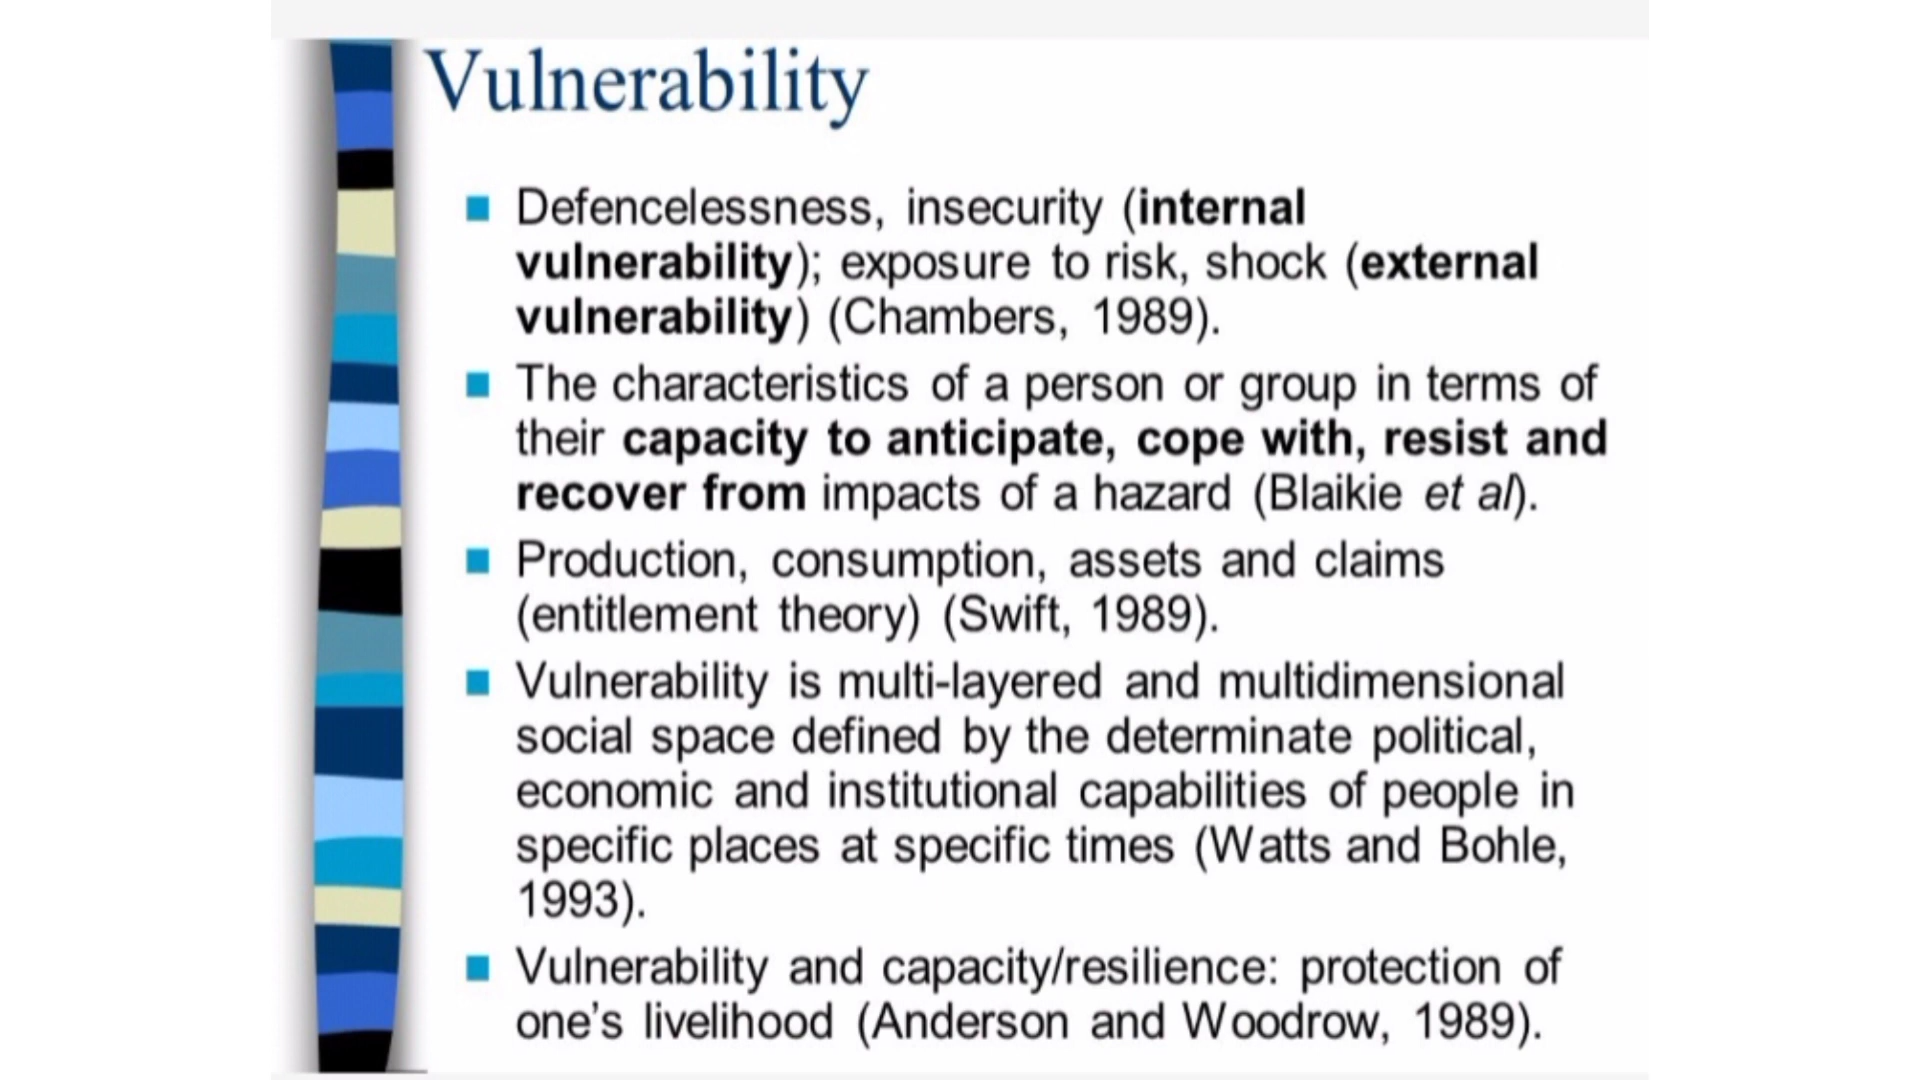 Vulnerability
Defencelessness, insecurity (internal
vulnerability); exposure to risk, shock (external
vulnerability) (Chambers, 1989).
The characteristics of a person or group in terms of
their capacity to anticipate, cope with, resist and
recover from impacts of a hazard (Blaikie et al).
Production, consumption, assets and claims
(entitlement theory) (Swift, 1989).
Vulnerability is multi-layered and multidimensional
social space defined by the determinate political,
economic and institutional capabilities of people in
specific places at specific times (Watts and Bohle,
1993).
Vulnerability and capacity/resilience: protection of
one's livelihood (Anderson and Woodrow, 1989).